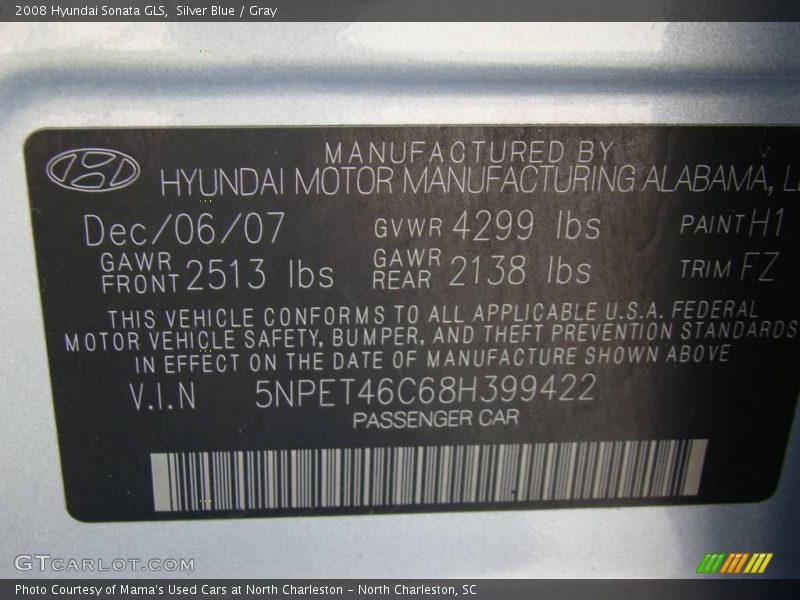 2008 Hyundai Sonata GLS, Silver Blue / Gray
MANUFACTURED BY
HYUNDAI MOTOR MANUFACTURING ALABAMA,
Dec/06/07 GVWR 4299 lbs PAINT H1
GAWR FRONT 2513 lbs GAWR REAR 2138 lbs TRIM FZ
THIS VEHICLE CONFORMS TO ALL APPLICABLE U.S.A. FEDERAL
MOTOR VEHICLE SAFETY, BUMPER, AND THEFT PREVENTION STANDARDS
IN EFFECT ON THE DATE OF MANUFACTURE SHOWN ABOVE
V.I.N 5NPET46C68H399422
PASSENGER CAR
GTCARLOT.COM
Photo Courtesy of Mama's Used Cars at North Charleston - North Charleston, SC